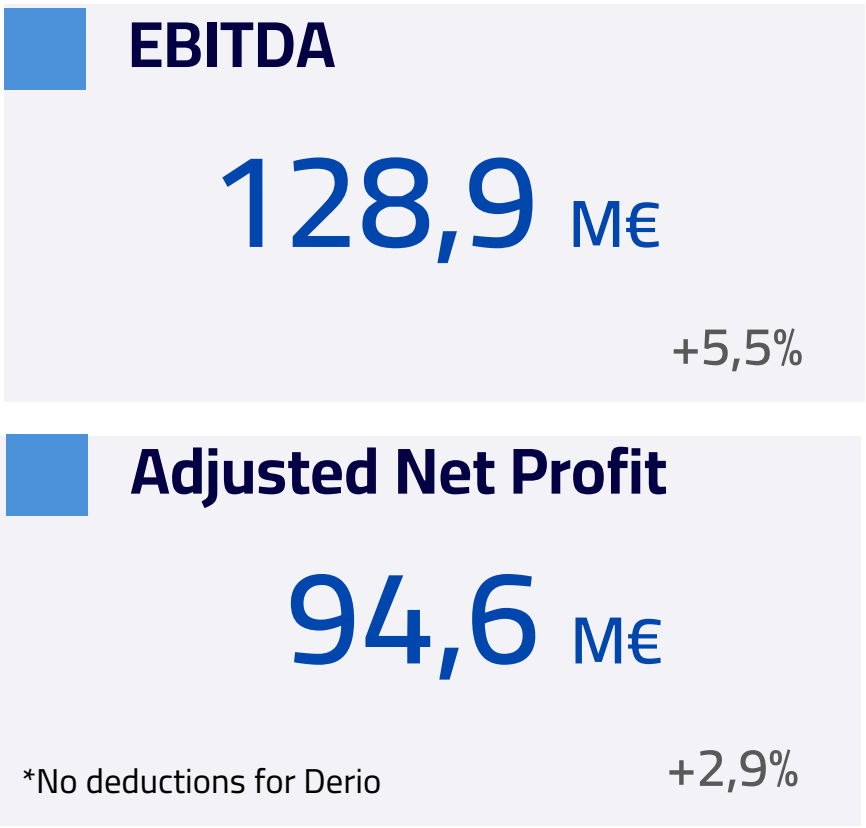 EBITDA
128,9 M€
+5,5%
Adjusted Net Profit
94,6 M€
*No deductions for Derio
+2,9%